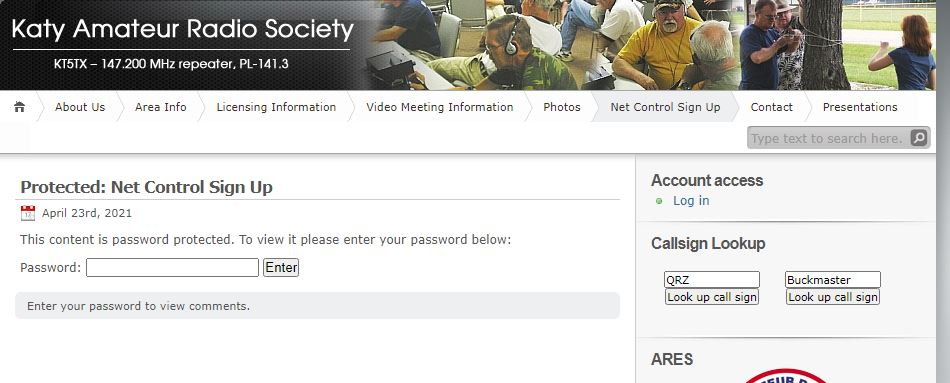 Katy Amateur Radio Society
KT5TX – 147.200 MHz repeater, PL-141.3
About Us
Area Info
Licensing Information
Video Meeting Information
Photos
Net Control Sign Up
Contact
Presentations
Type text to search here.
Protected: Net Control Sign Up
April 23rd, 2021
This content is password protected. To view it please enter your password below:
Password: Enter
Enter your password to view comments.
Account access
Log in
Callsign Lookup
QRZ Buckmaster
Look up call sign Look up call sign
ARES